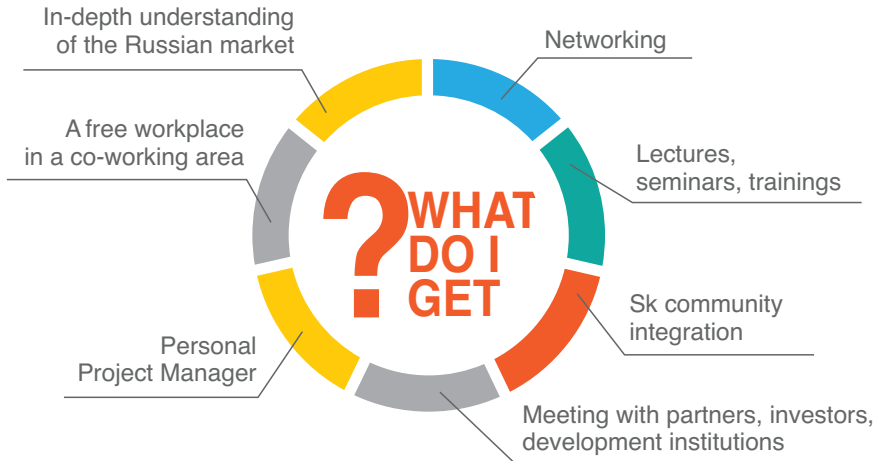 In-depth understanding
of the Russian market
Networking
A free workplace
in a co-working area
Lectures,
seminars, trainings
?
WHAT
DO I
GET
Sk community
integration
Personal
Project Manager
Meeting with partners, investors,
development institutions